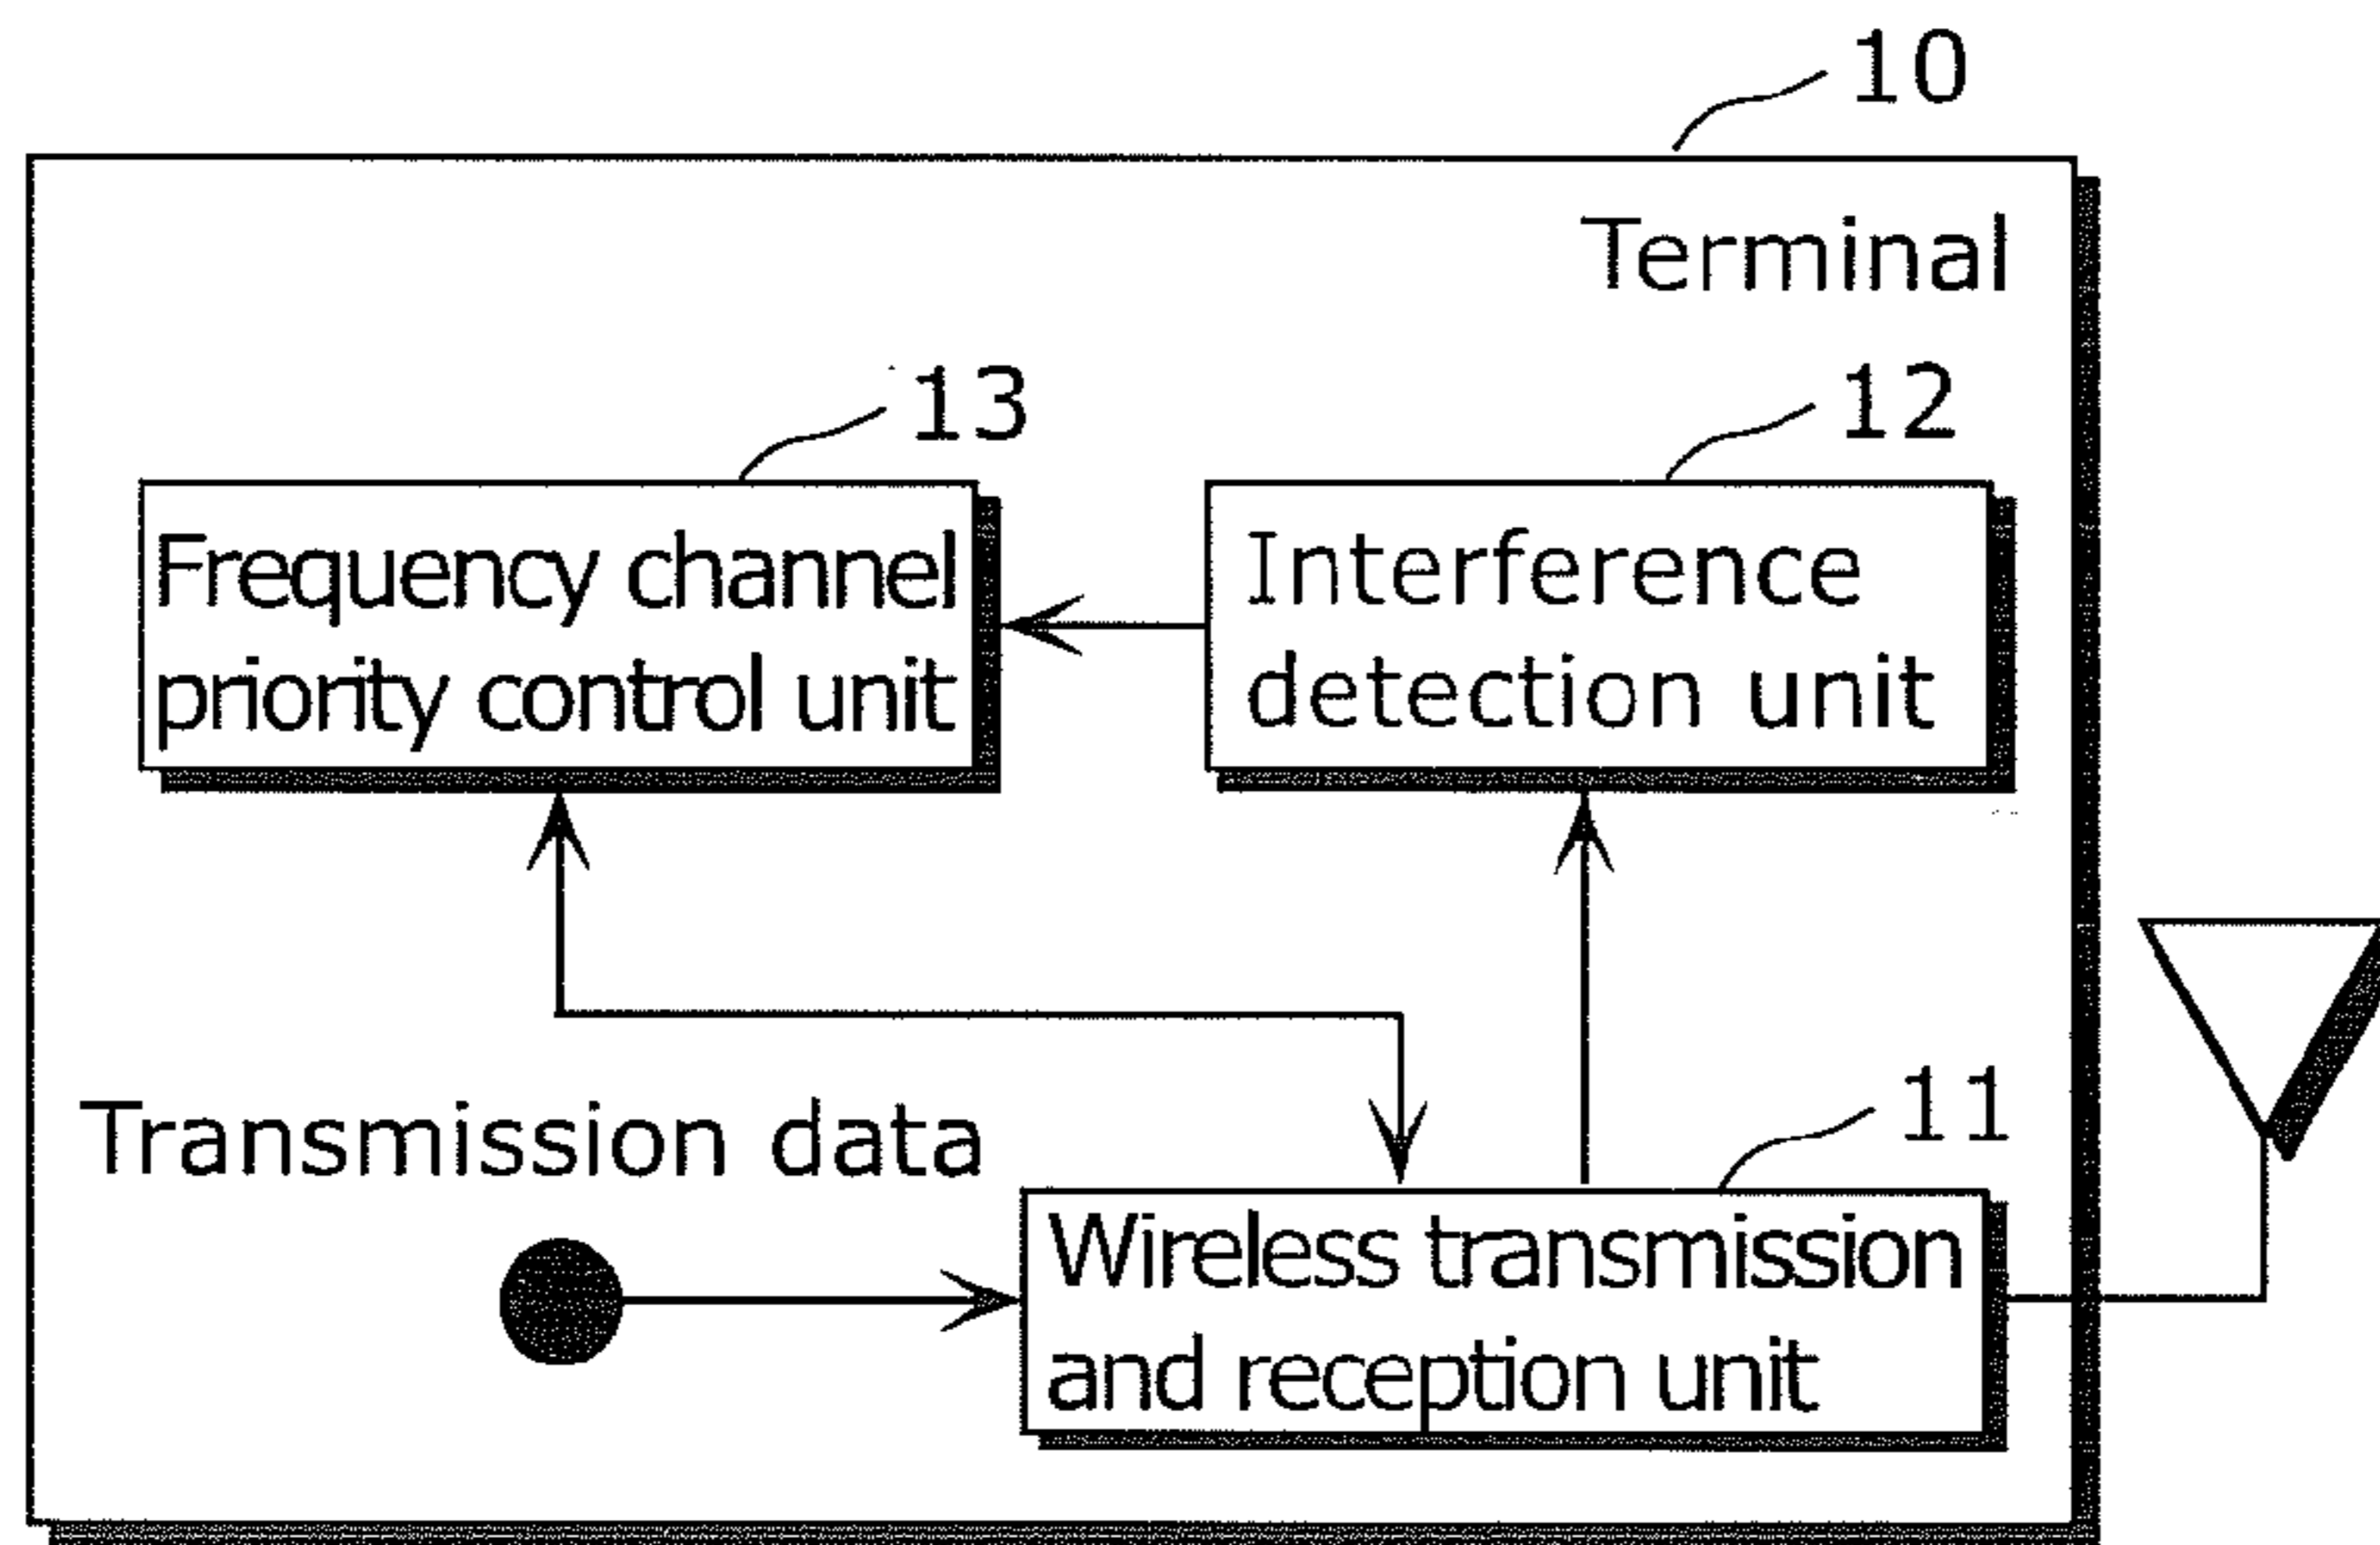 10
Terminal
13
12
Frequency channel
priority control unit
Interference
detection unit
Transmission data
11
Wireless transmission
and reception unit